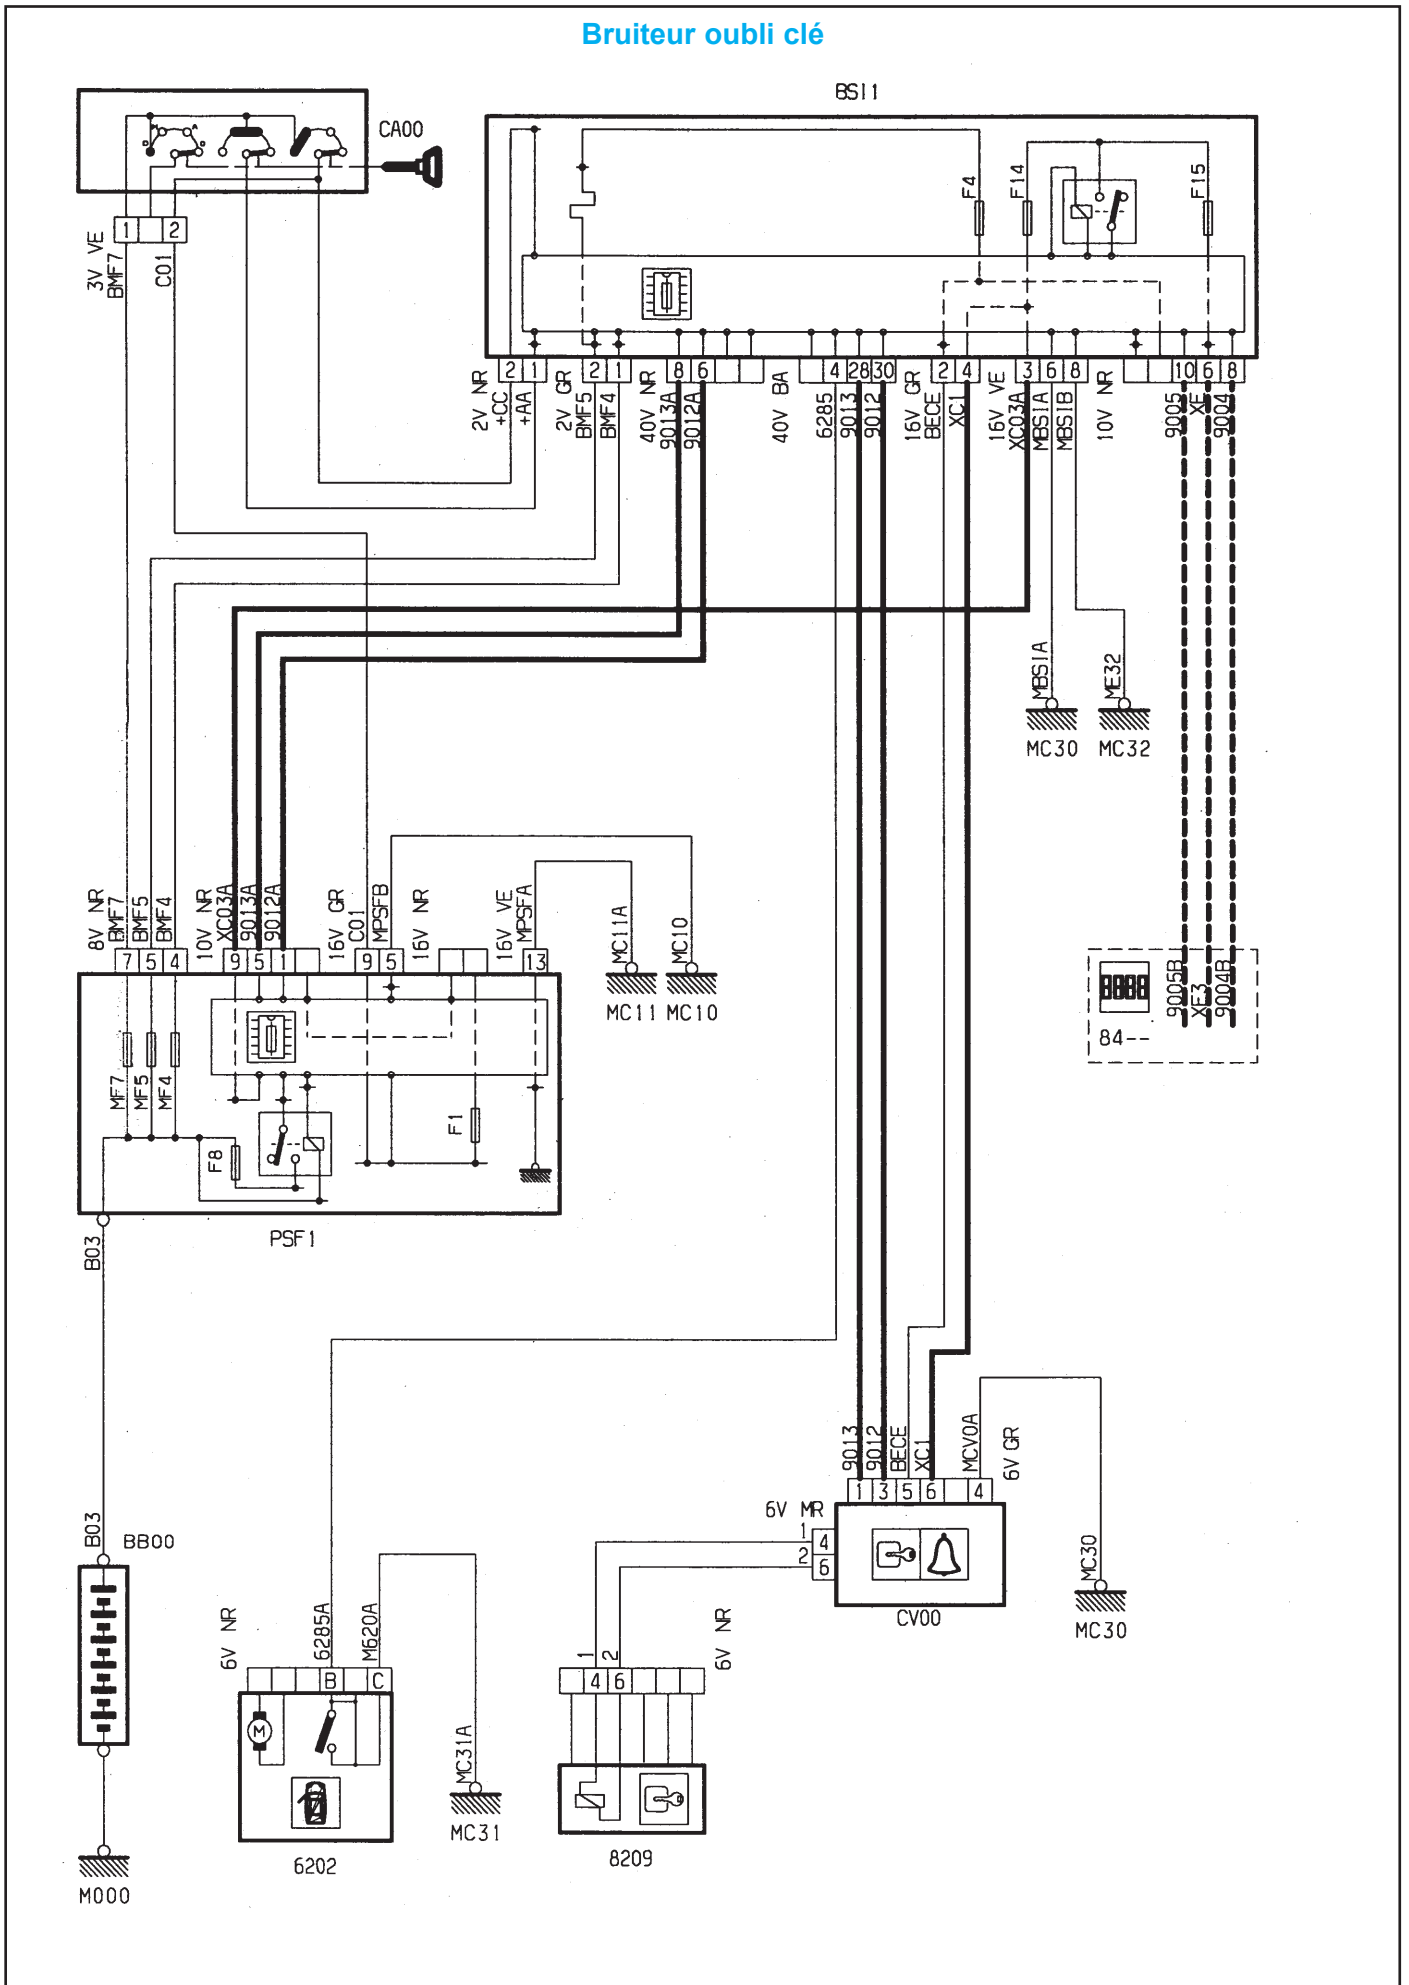 Bruiteur oubli clé
BSI1
CA00
F4
F14
F15
1 2
3V VE
BMF7
C01
2 1 2 1 8 6 4 28 30 2 4 3 6 8 10 6 8
2V NR
+CC
+AA
2V GR
BMF5
BMF4
40V NR
9013A
9012A
40V BA
6285
9013
9012
16V GR
BECE
XC1
16V VE
XC03A
MBSIA
MBSIB
10V NR
9005
XE
9004
MBSIA
ME32
MC30
MC32
8V NR
BMF7
BMF5
BMF4
10V NR
XC03A
9013A
9012A
16V GR
C01
MPSFB
16V NR
16V VE
MPSFA
MC11A
MC10
7 5 4 9 5 1 9 5 13
MC11 MC10
9005B
XE3
9004B
84--
MF7
MF5
MF4
F8
F1
PSF1
B03
B03
BB00
M000
9013
9012
BECE
XC1
MCV0A
6V GR
1 3 5 6 4
6V MR
1 4
2 6
CV00
MC30
MC30
6V NR
6285A
M620A
B C
M
MC31A
MC31
6202
1
2
6V NR
4 6
8209